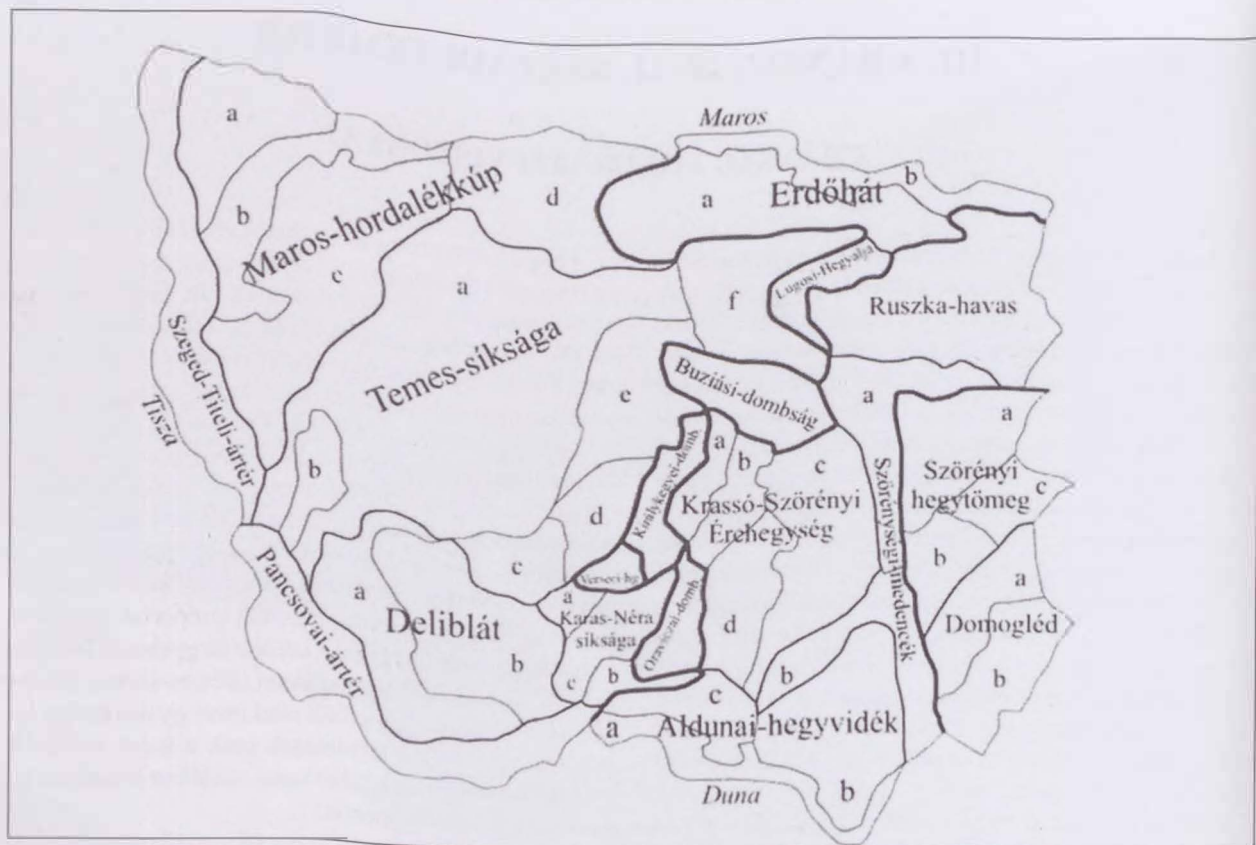 Maros
a
b
a
Erdőhát
d
b
Maros-hordalékkúp
c
a
Lugosi-Hegyalja
f
Ruszka-havas
Szeged-Titeli-ártér
Temes-síksága
Buziási-dombság
e
a
a
Tisza
b
a
b
c
Szörényi
hegytömeg
c
Királykegyei-domb
Krassó-Szörényi
Érchegység
Szörénységi medencék
d
b
c
Verseci-hg
a
Pancsovai-ártér
a
a
Deliblát
Karas-Néra
síksága
Oravicai-domb
d
Domogléd
b
c
b
c
b
b
a
Aldunai-hegyvidék
Duna
b